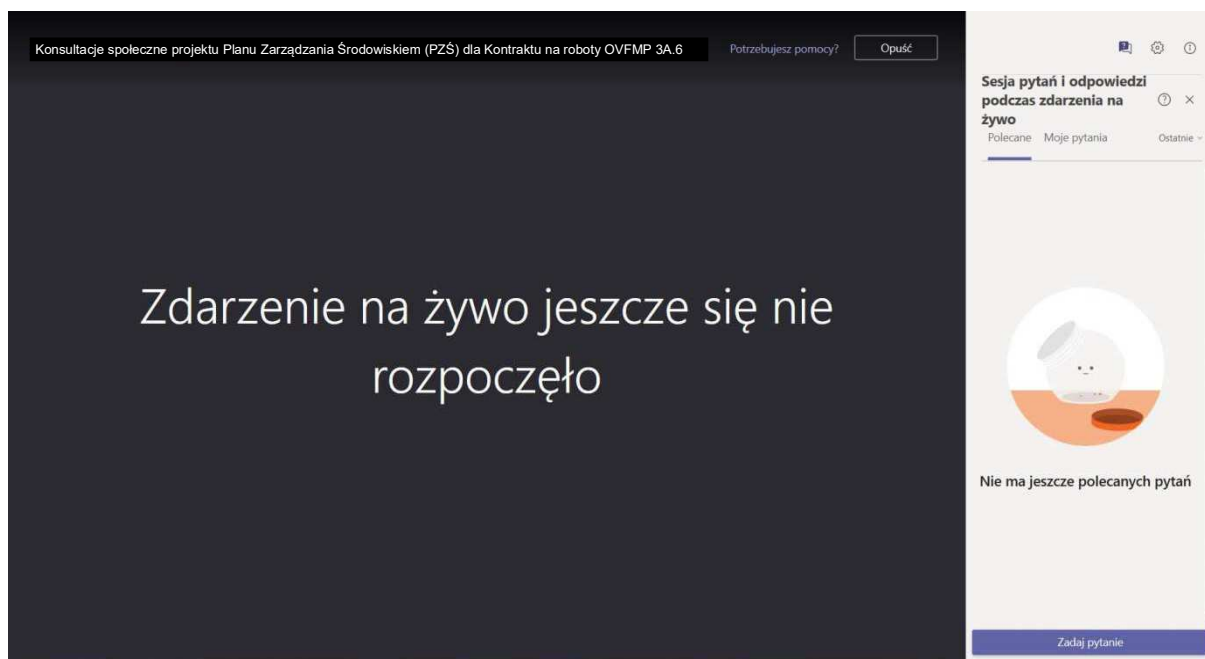 Konsultacje społeczne projektu Planu Zarządzania Środowiskiem (PZŚ) dla Kontraktu na roboty OVFMP 3A.6
Potrzebujesz pomocy?
Opuść
Zdarzenie na żywo jeszcze się nie
rozpoczęło
Sesja pytań i odpowiedzi
podczas zdarzenia na
żywo
Polecane Moje pytania Ostatnie
Nie ma jeszcze polecanych pytań
Zadaj pytanie